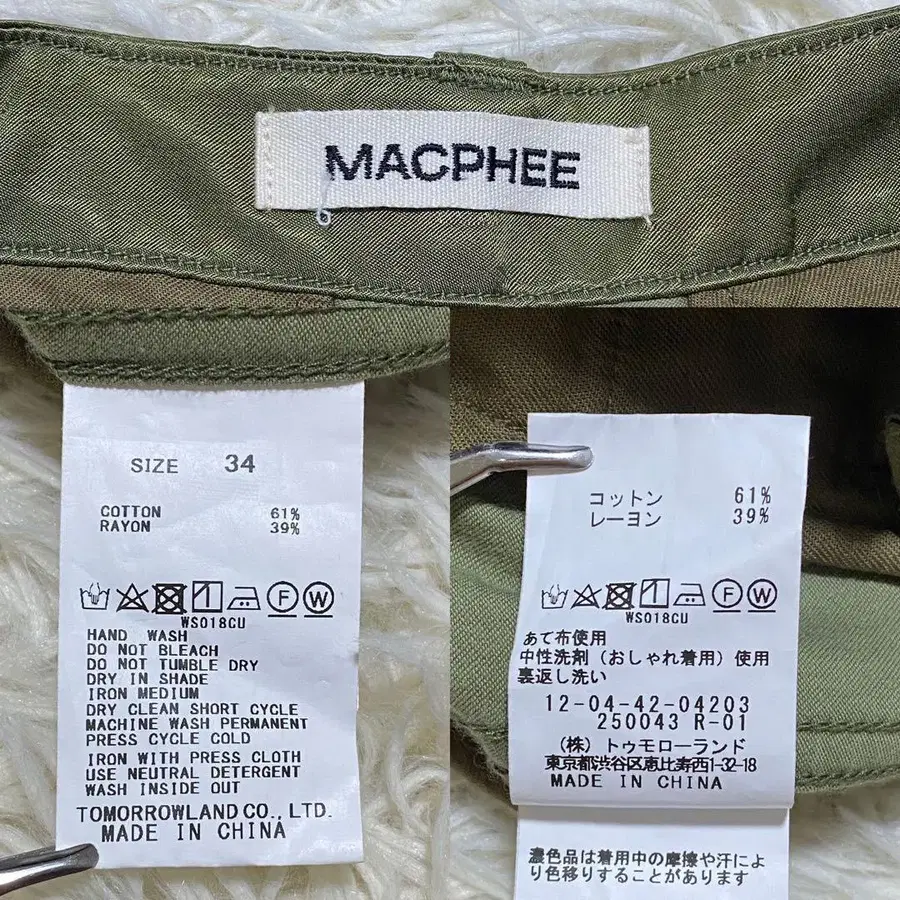 MACPHEE
SIZE 34
COTTON 61%
RAYON 39%
F W
WS018CU
HAND WASH
DO NOT BLEACH
DO NOT TUMBLE DRY
DRY IN SHADE
IRON MEDIUM
DRY CLEAN SHORT CYCLE
MACHINE WASH PERMANENT
PRESS CYCLE COLD
IRON WITH PRESS CLOTH
USE NEUTRAL DETERGENT
WASH INSIDE OUT
TOMORROWLAND CO., LTD.
MADE IN CHINA
コットン 61%
レーヨン 39%
F W
WS018CU
あて布使用
中性洗剤（おしゃれ着用）使用
裏返し洗い
12-04-42-04203
250043 R-01
（株）トゥモローランド
東京都渋谷区恵比寿西1-32-18
MADE IN CHINA
濃色品は着用中の摩擦や汗によ
り色移りすることがあります